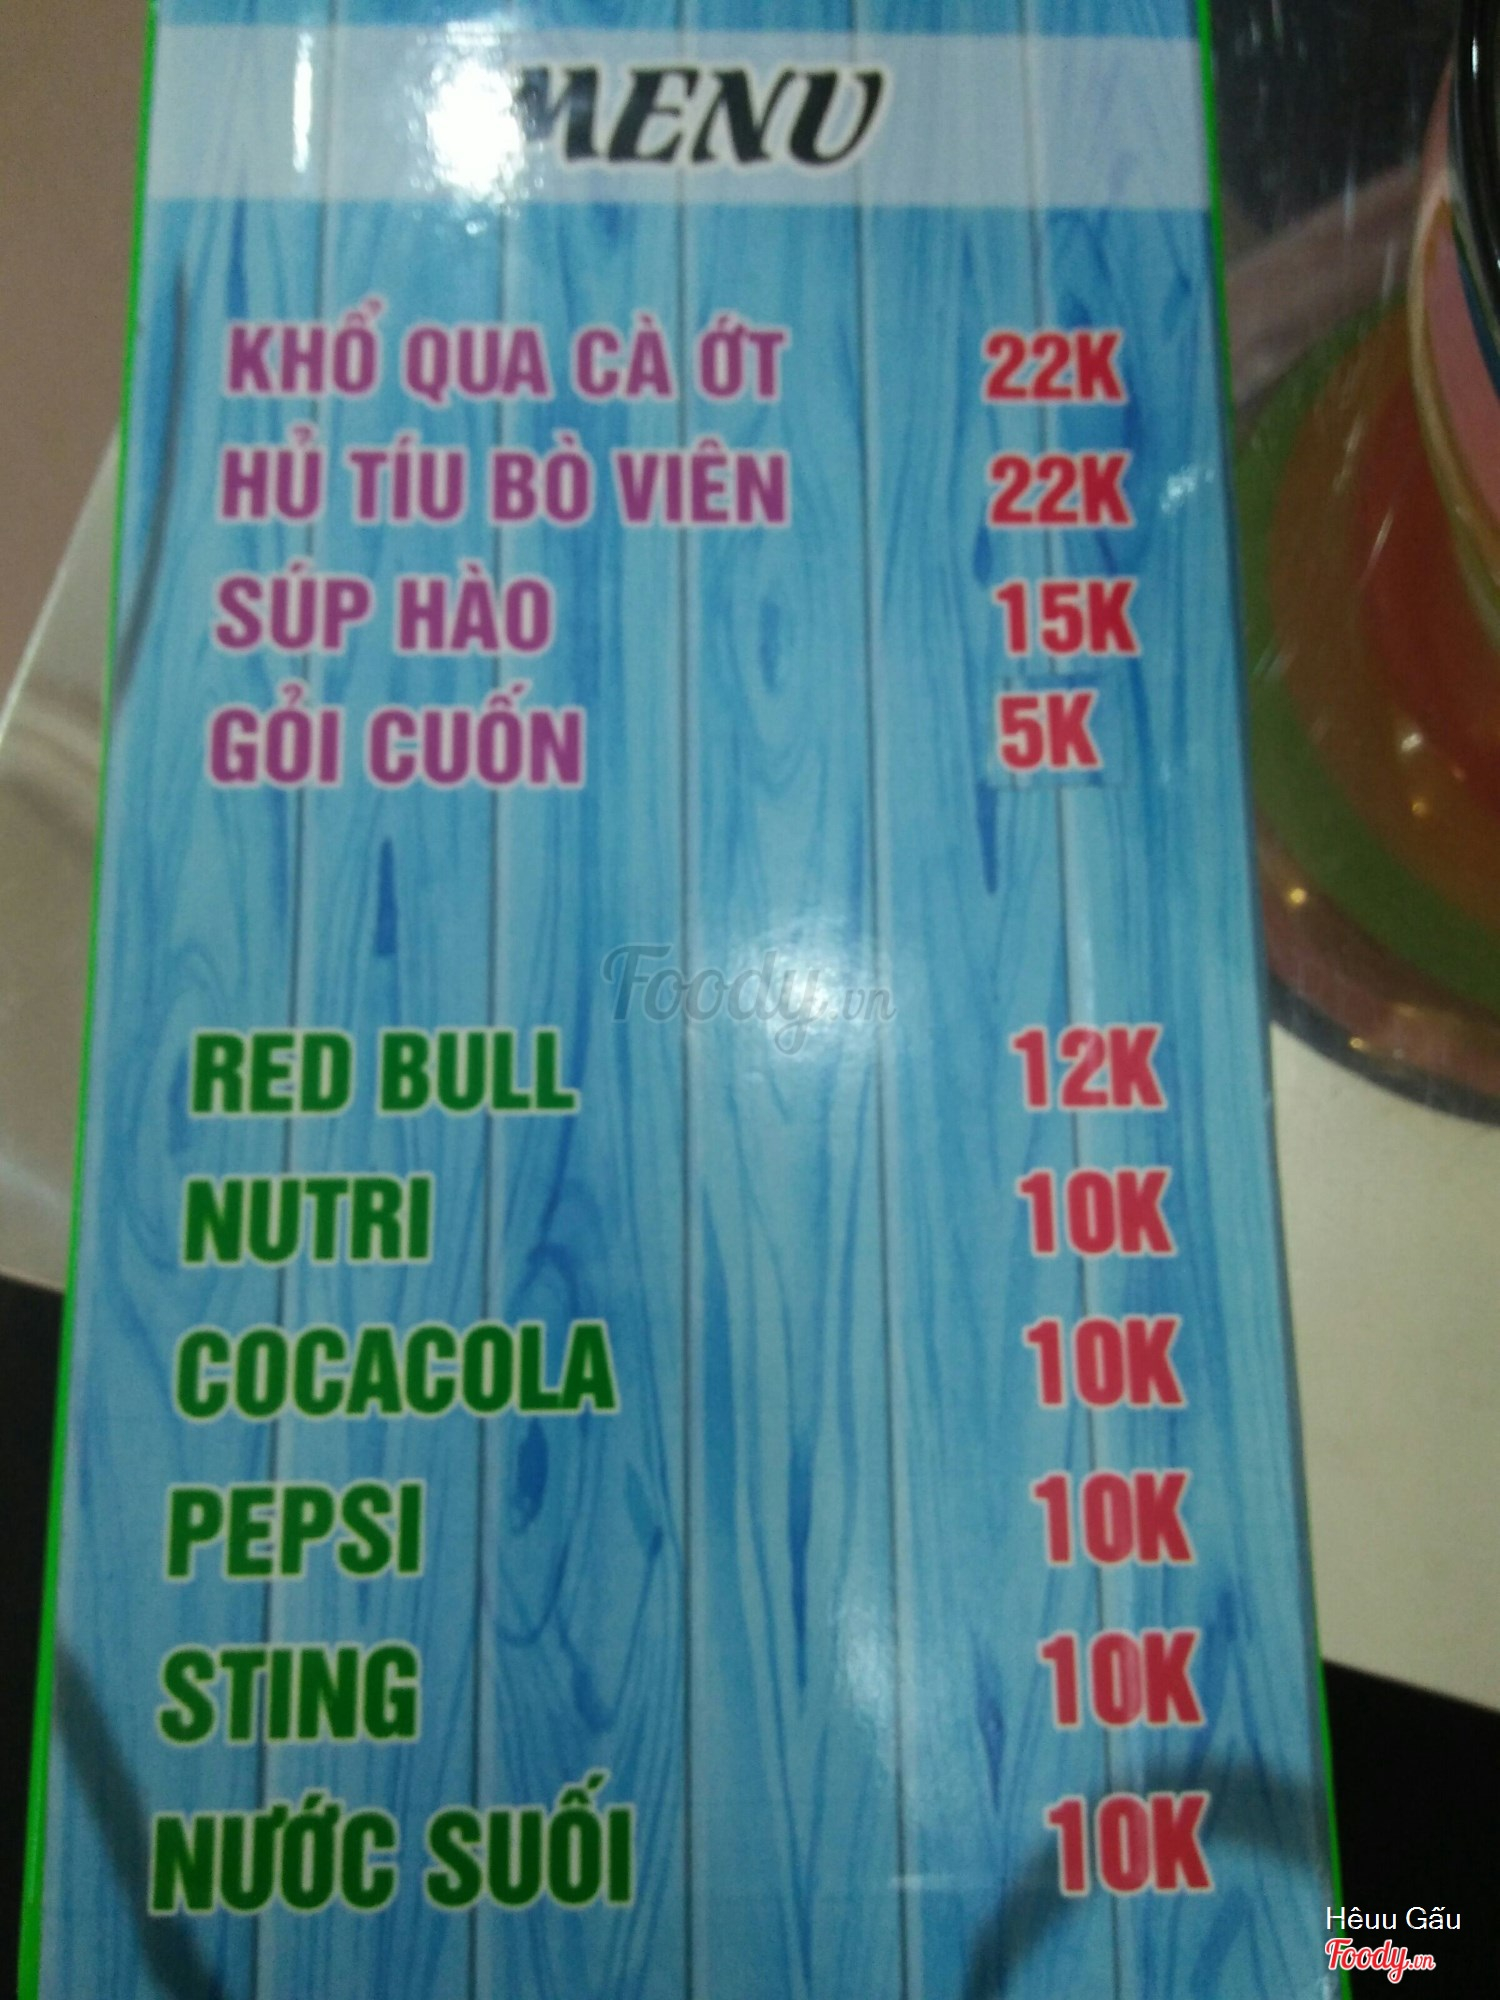 MENU
KHỔ QUA CÀ ỚT 22K
HỦ TÍU BÒ VIÊN 22K
SÚP HÀO 15K
GỎI CUỐN 5K
Foody.vn
RED BULL 12K
NUTRI 10K
COCACOLA 10K
PEPSI 10K
STING 10K
NƯỚC SUỐI 10K
Hêuu Gấu
Foody.vn